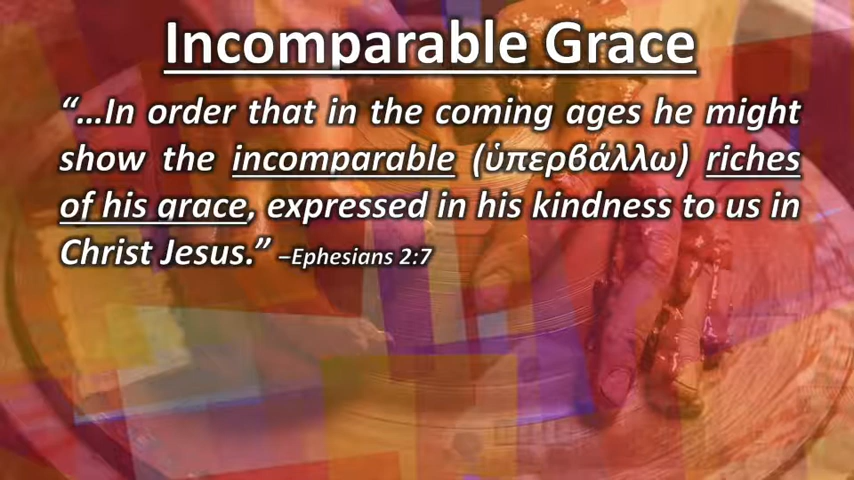 Incomparable Grace
“…In order that in the coming ages he might
show the incomparable (ὑπερβάλλω) riches
of his grace, expressed in his kindness to us in
Christ Jesus.” –Ephesians 2:7